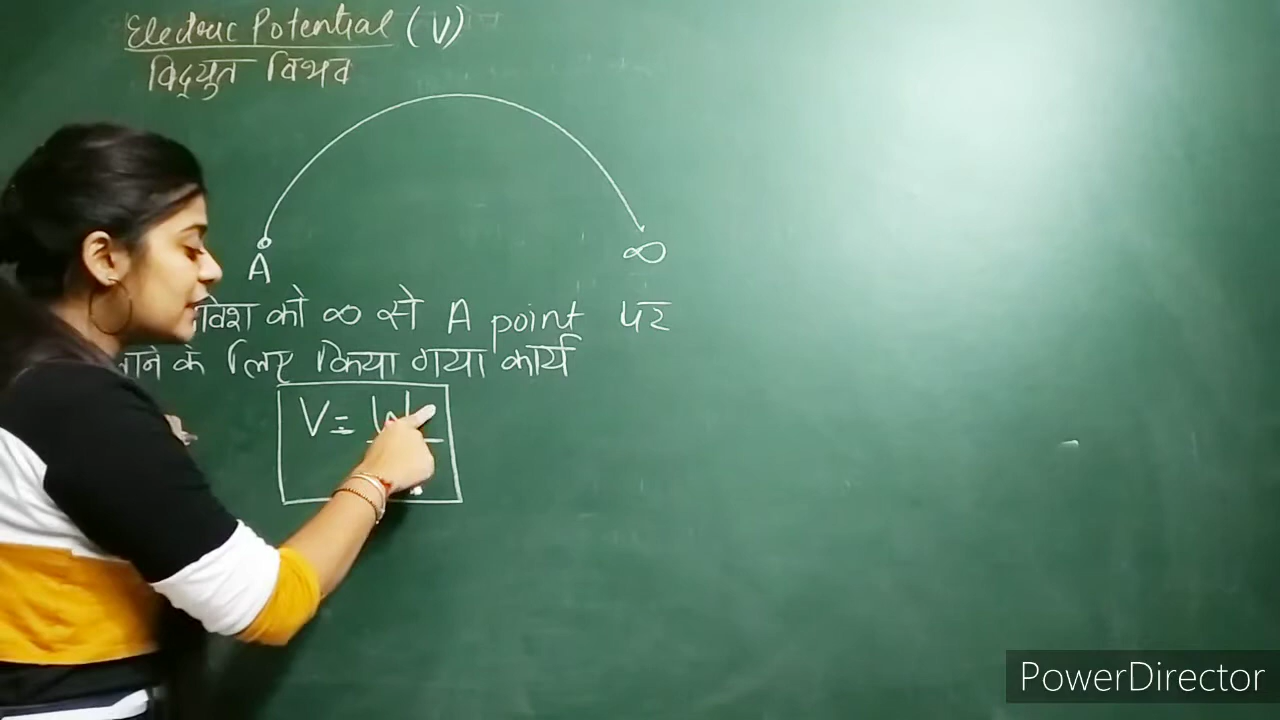 Electric Potential (V)
विद्युत विभव
A
∞
को ∞ से A point पर
लाने के लिए किया गया कार्य
V = W
PowerDirector